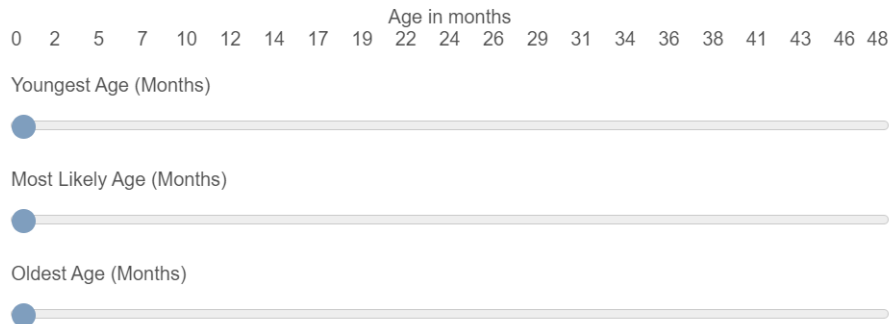 Age in months
0 2 5 7 10 12 14 17 19 22 24 26 29 31 34 36 38 41 43 46 48
Youngest Age (Months)
Most Likely Age (Months)
Oldest Age (Months)